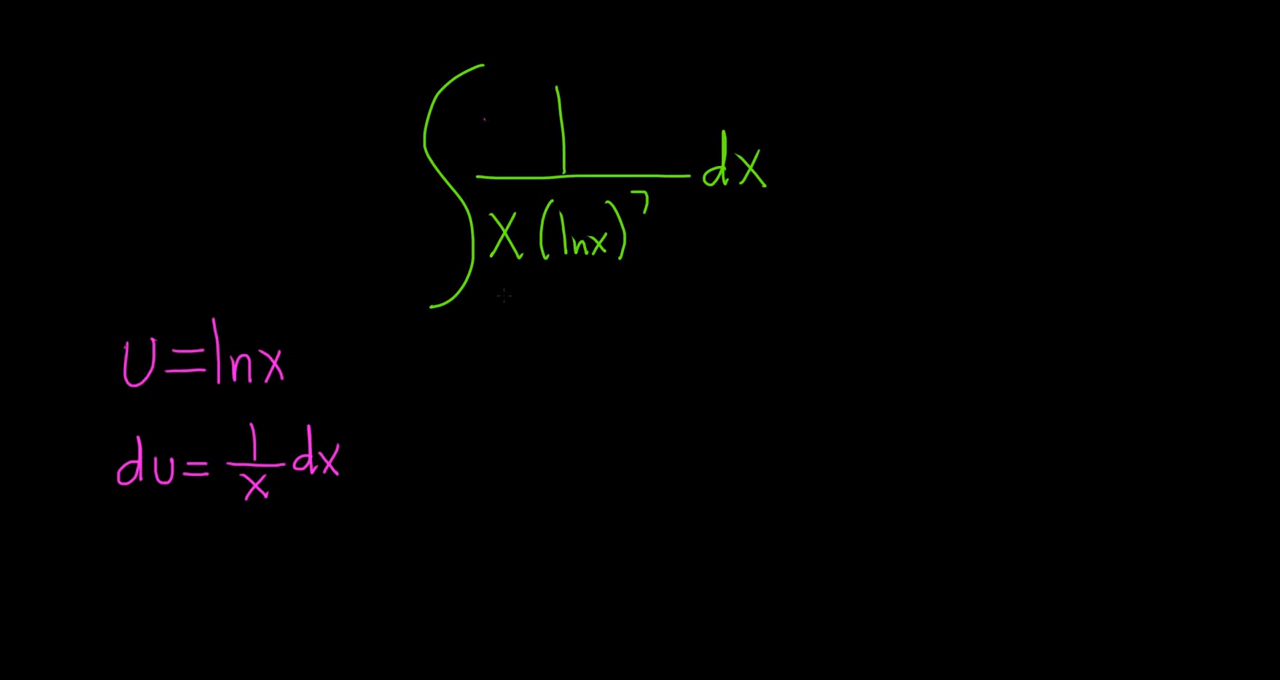 ∫ 1/(x(lnx)^7) dx
U=lnx
du=1/x dx